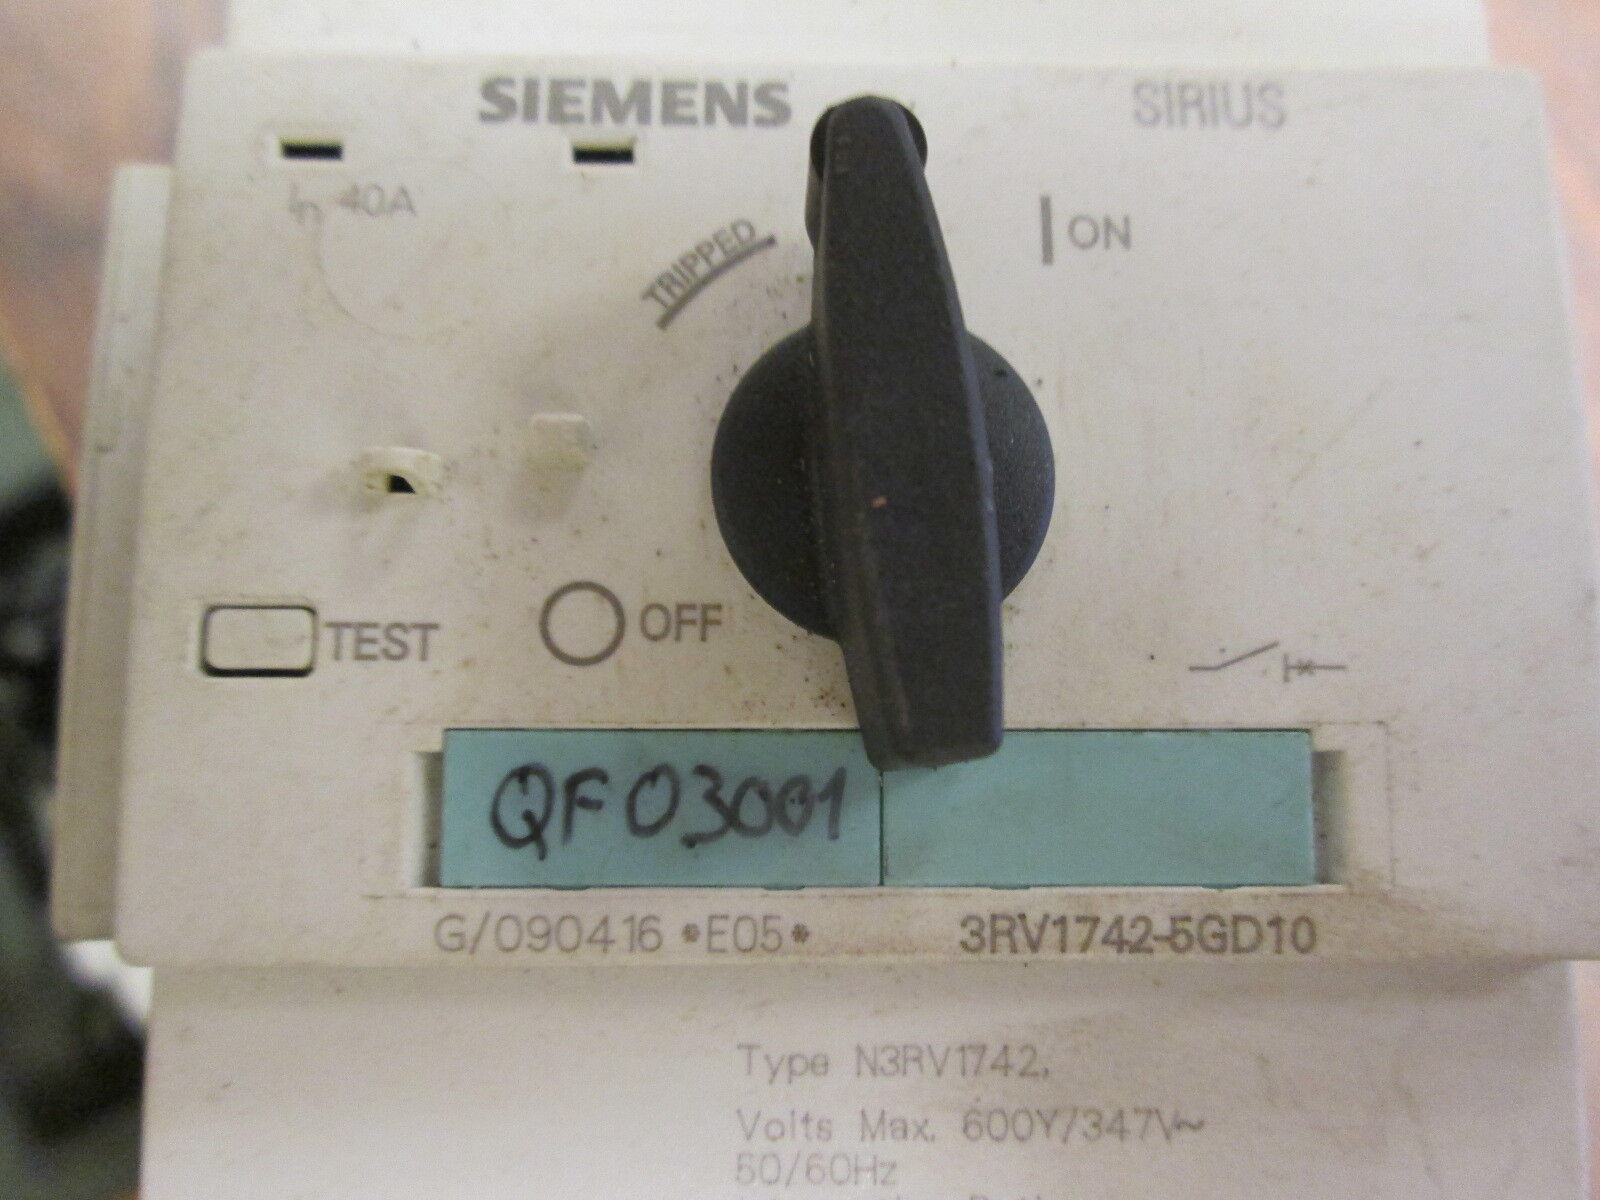 SIEMENS SIRIUS
In 40A
TRIPPED
ON
TEST
OFF
QF03001
G/090416 *E05* 3RV1742-5GD10
Type N3RV1742.
Volts Max. 600Y/347V~
50/60Hz